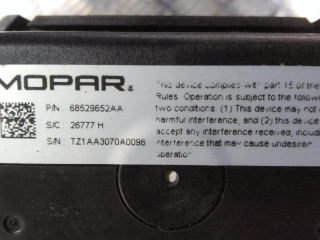 MOPAR
P/N: 68529652AA
S/C: 26777 H
S/N: TZ1AA3070A0098
This device complies with part 15 of the
Rules. Operation is subject to the following
two conditions. (1) This device may not
harmful interference, and (2) this device
accept any interference received, including
interference that may cause undesired
operation